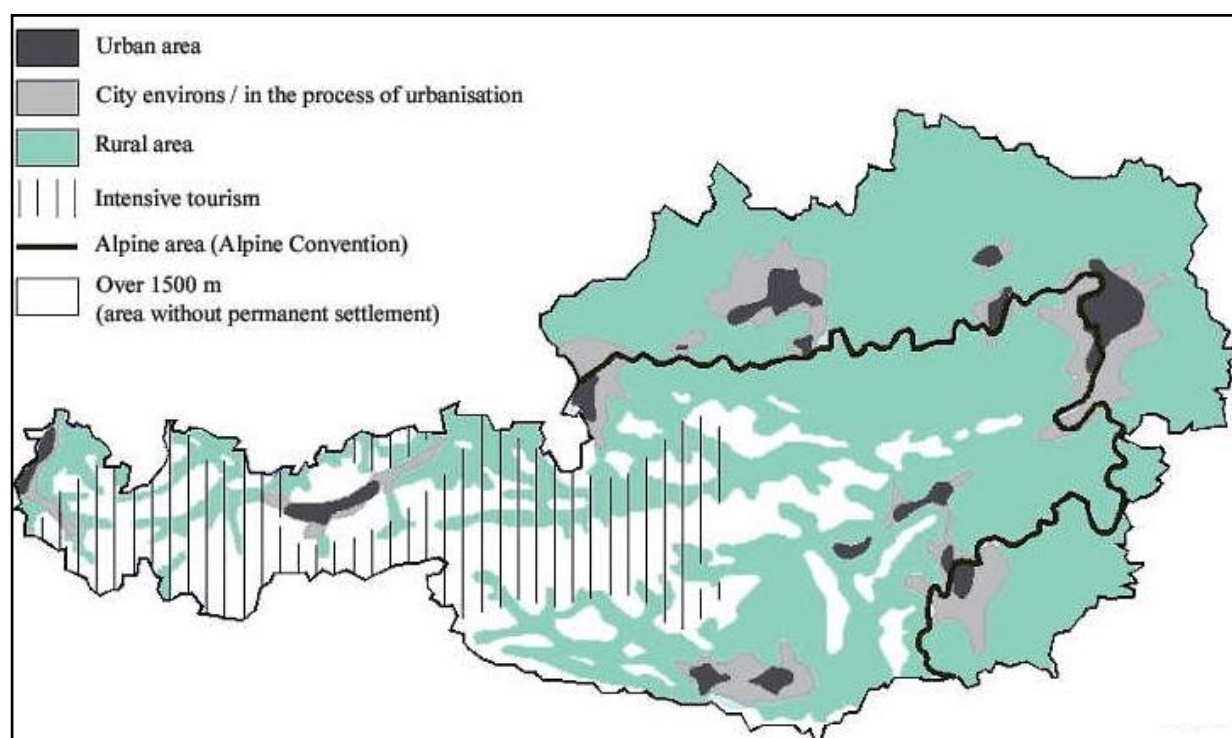 Urban area
City environs / in the process of urbanisation
Rural area
Intensive tourism
Alpine area (Alpine Convention)
Over 1500 m
(area without permanent settlement)